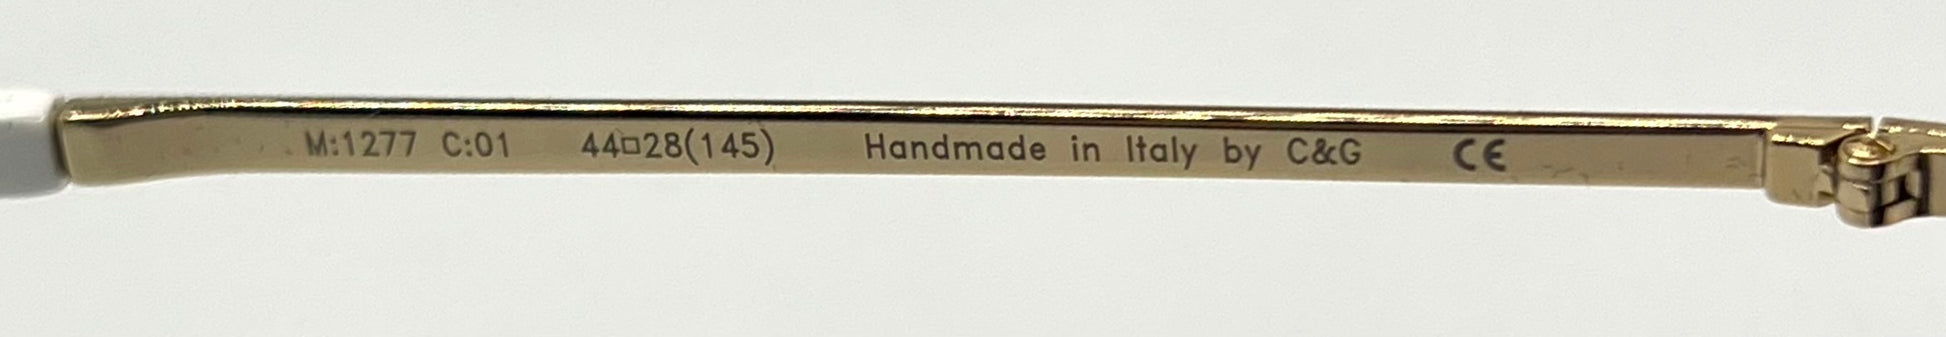 M:1277 C:01 44□28(145) Handmade in Italy by C&G CE